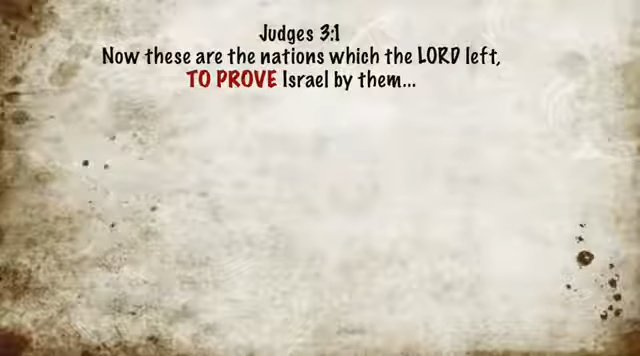 Judges 3:1
Now these are the nations which the LORD left,
TO PROVE Israel by them...